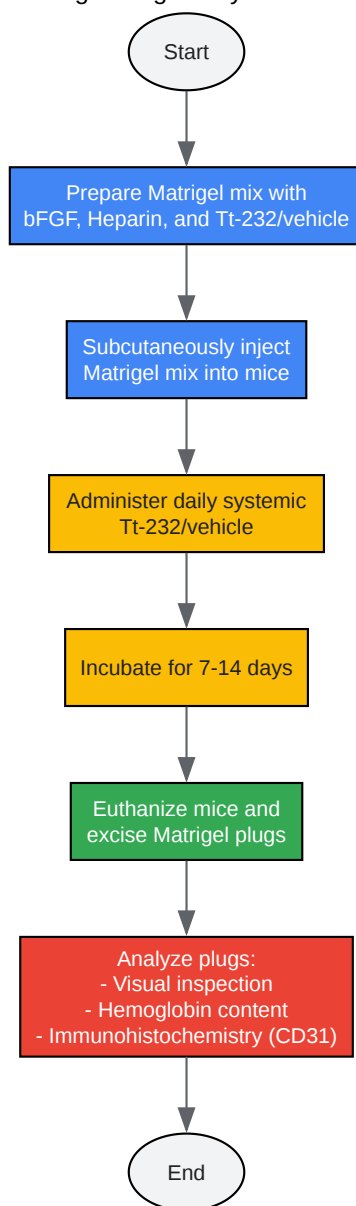 Start
Prepare Matrigel mix with
bFGF, Heparin, and Tt-232/vehicle
Subcutaneously inject
Matrigel mix into mice
Administer daily systemic
Tt-232/vehicle
Incubate for 7-14 days
Euthanize mice and
excise Matrigel plugs
Analyze plugs:
- Visual inspection
- Hemoglobin content
- Immunohistochemistry (CD31)
End